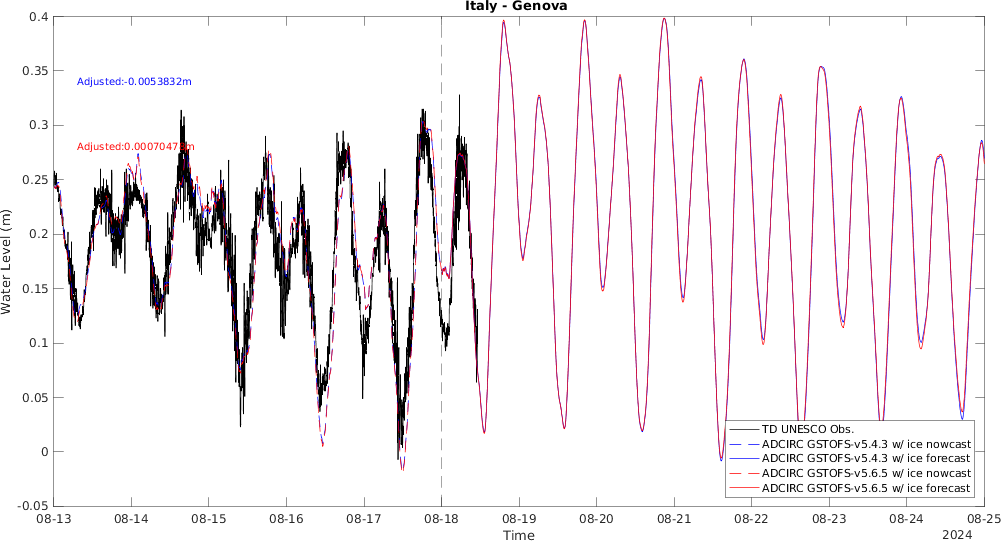 Italy - Genova
0.4
0.35
0.3
0.25
0.2
0.15
0.1
0.05
0
-0.05
Water Level (m)
Adjusted:-0.0053832m
TD UNESCO Obs.
ADCIRC GSTOFS-v5.4.3 w/ ice nowcast
ADCIRC GSTOFS-v5.4.3 w/ ice forecast
ADCIRC GSTOFS-v5.6.5 w/ ice nowcast
ADCIRC GSTOFS-v5.6.5 w/ ice forecast
08-13 08-14 08-15 08-16 08-17 08-18 08-19 08-20 08-21 08-22 08-23 08-24 08-25
Time
2024